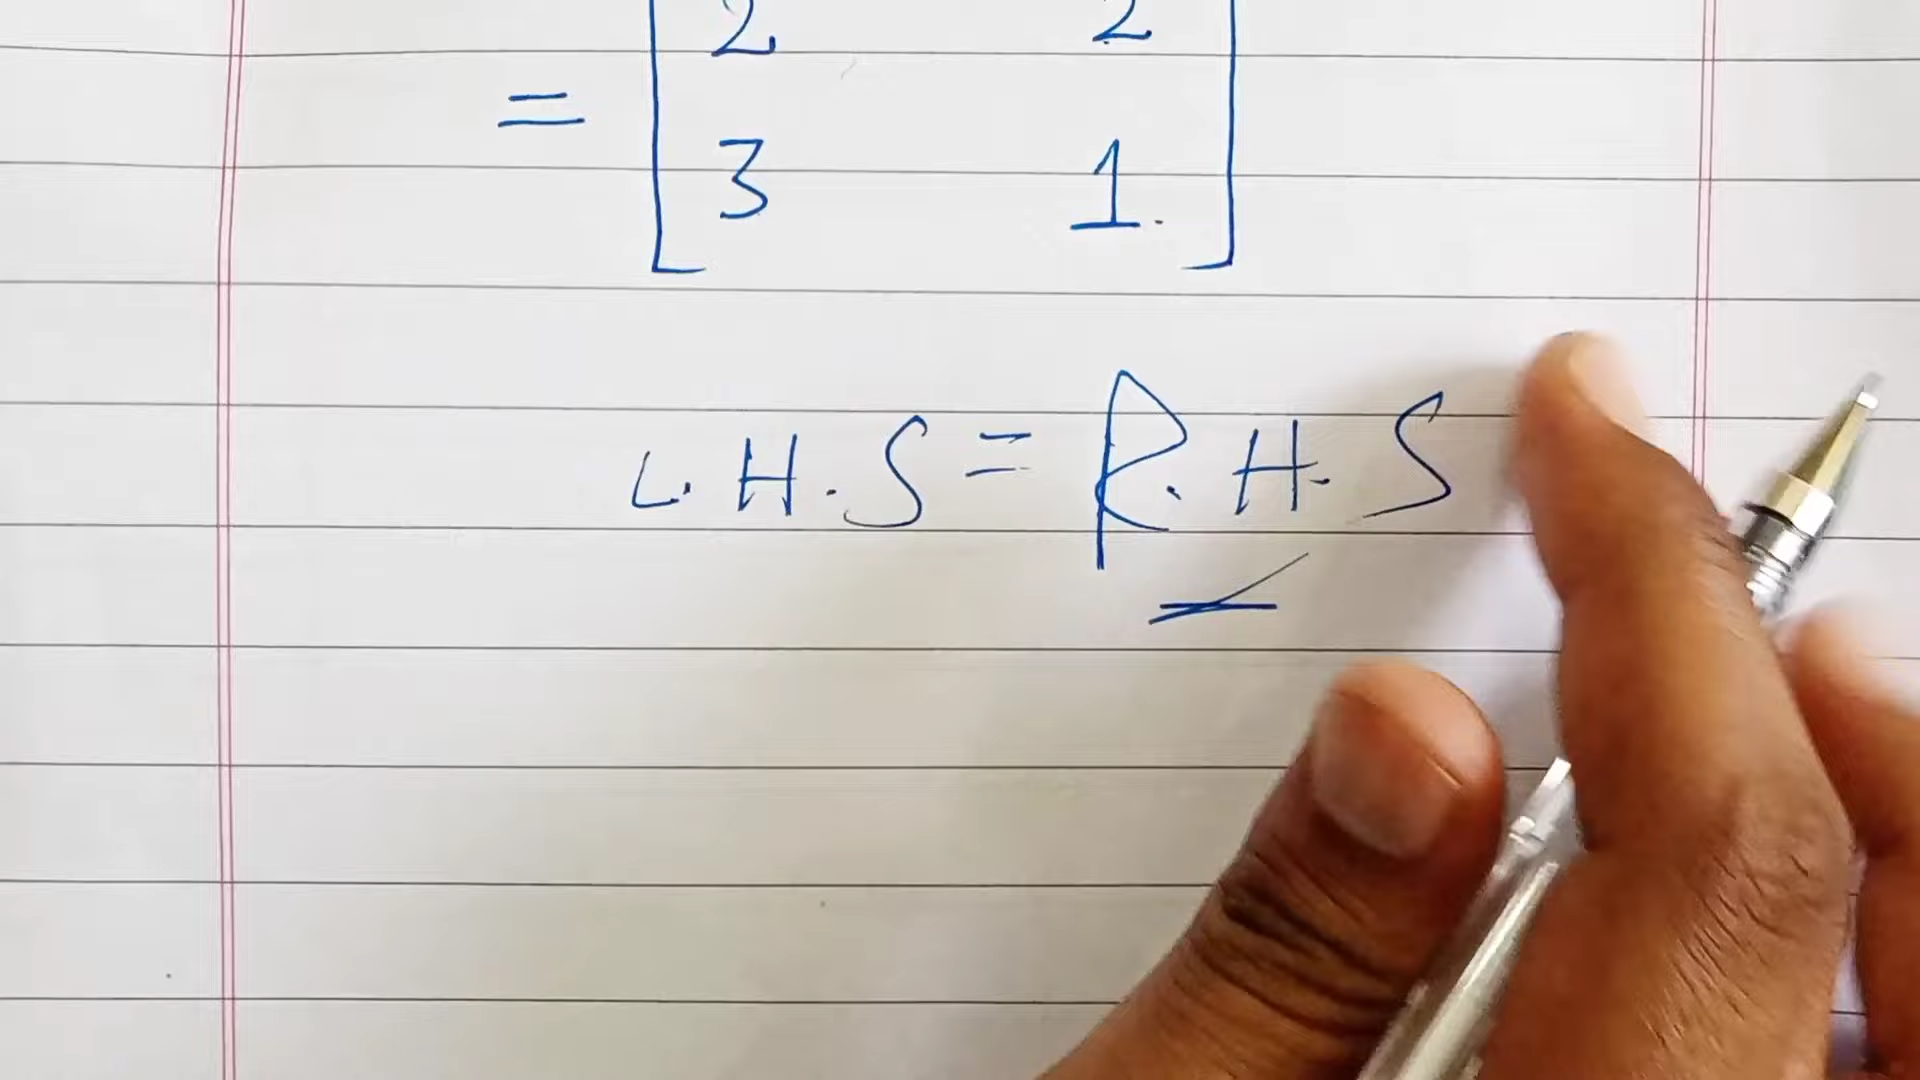 2 2
=
3 1.
L.H.S = R.H.S